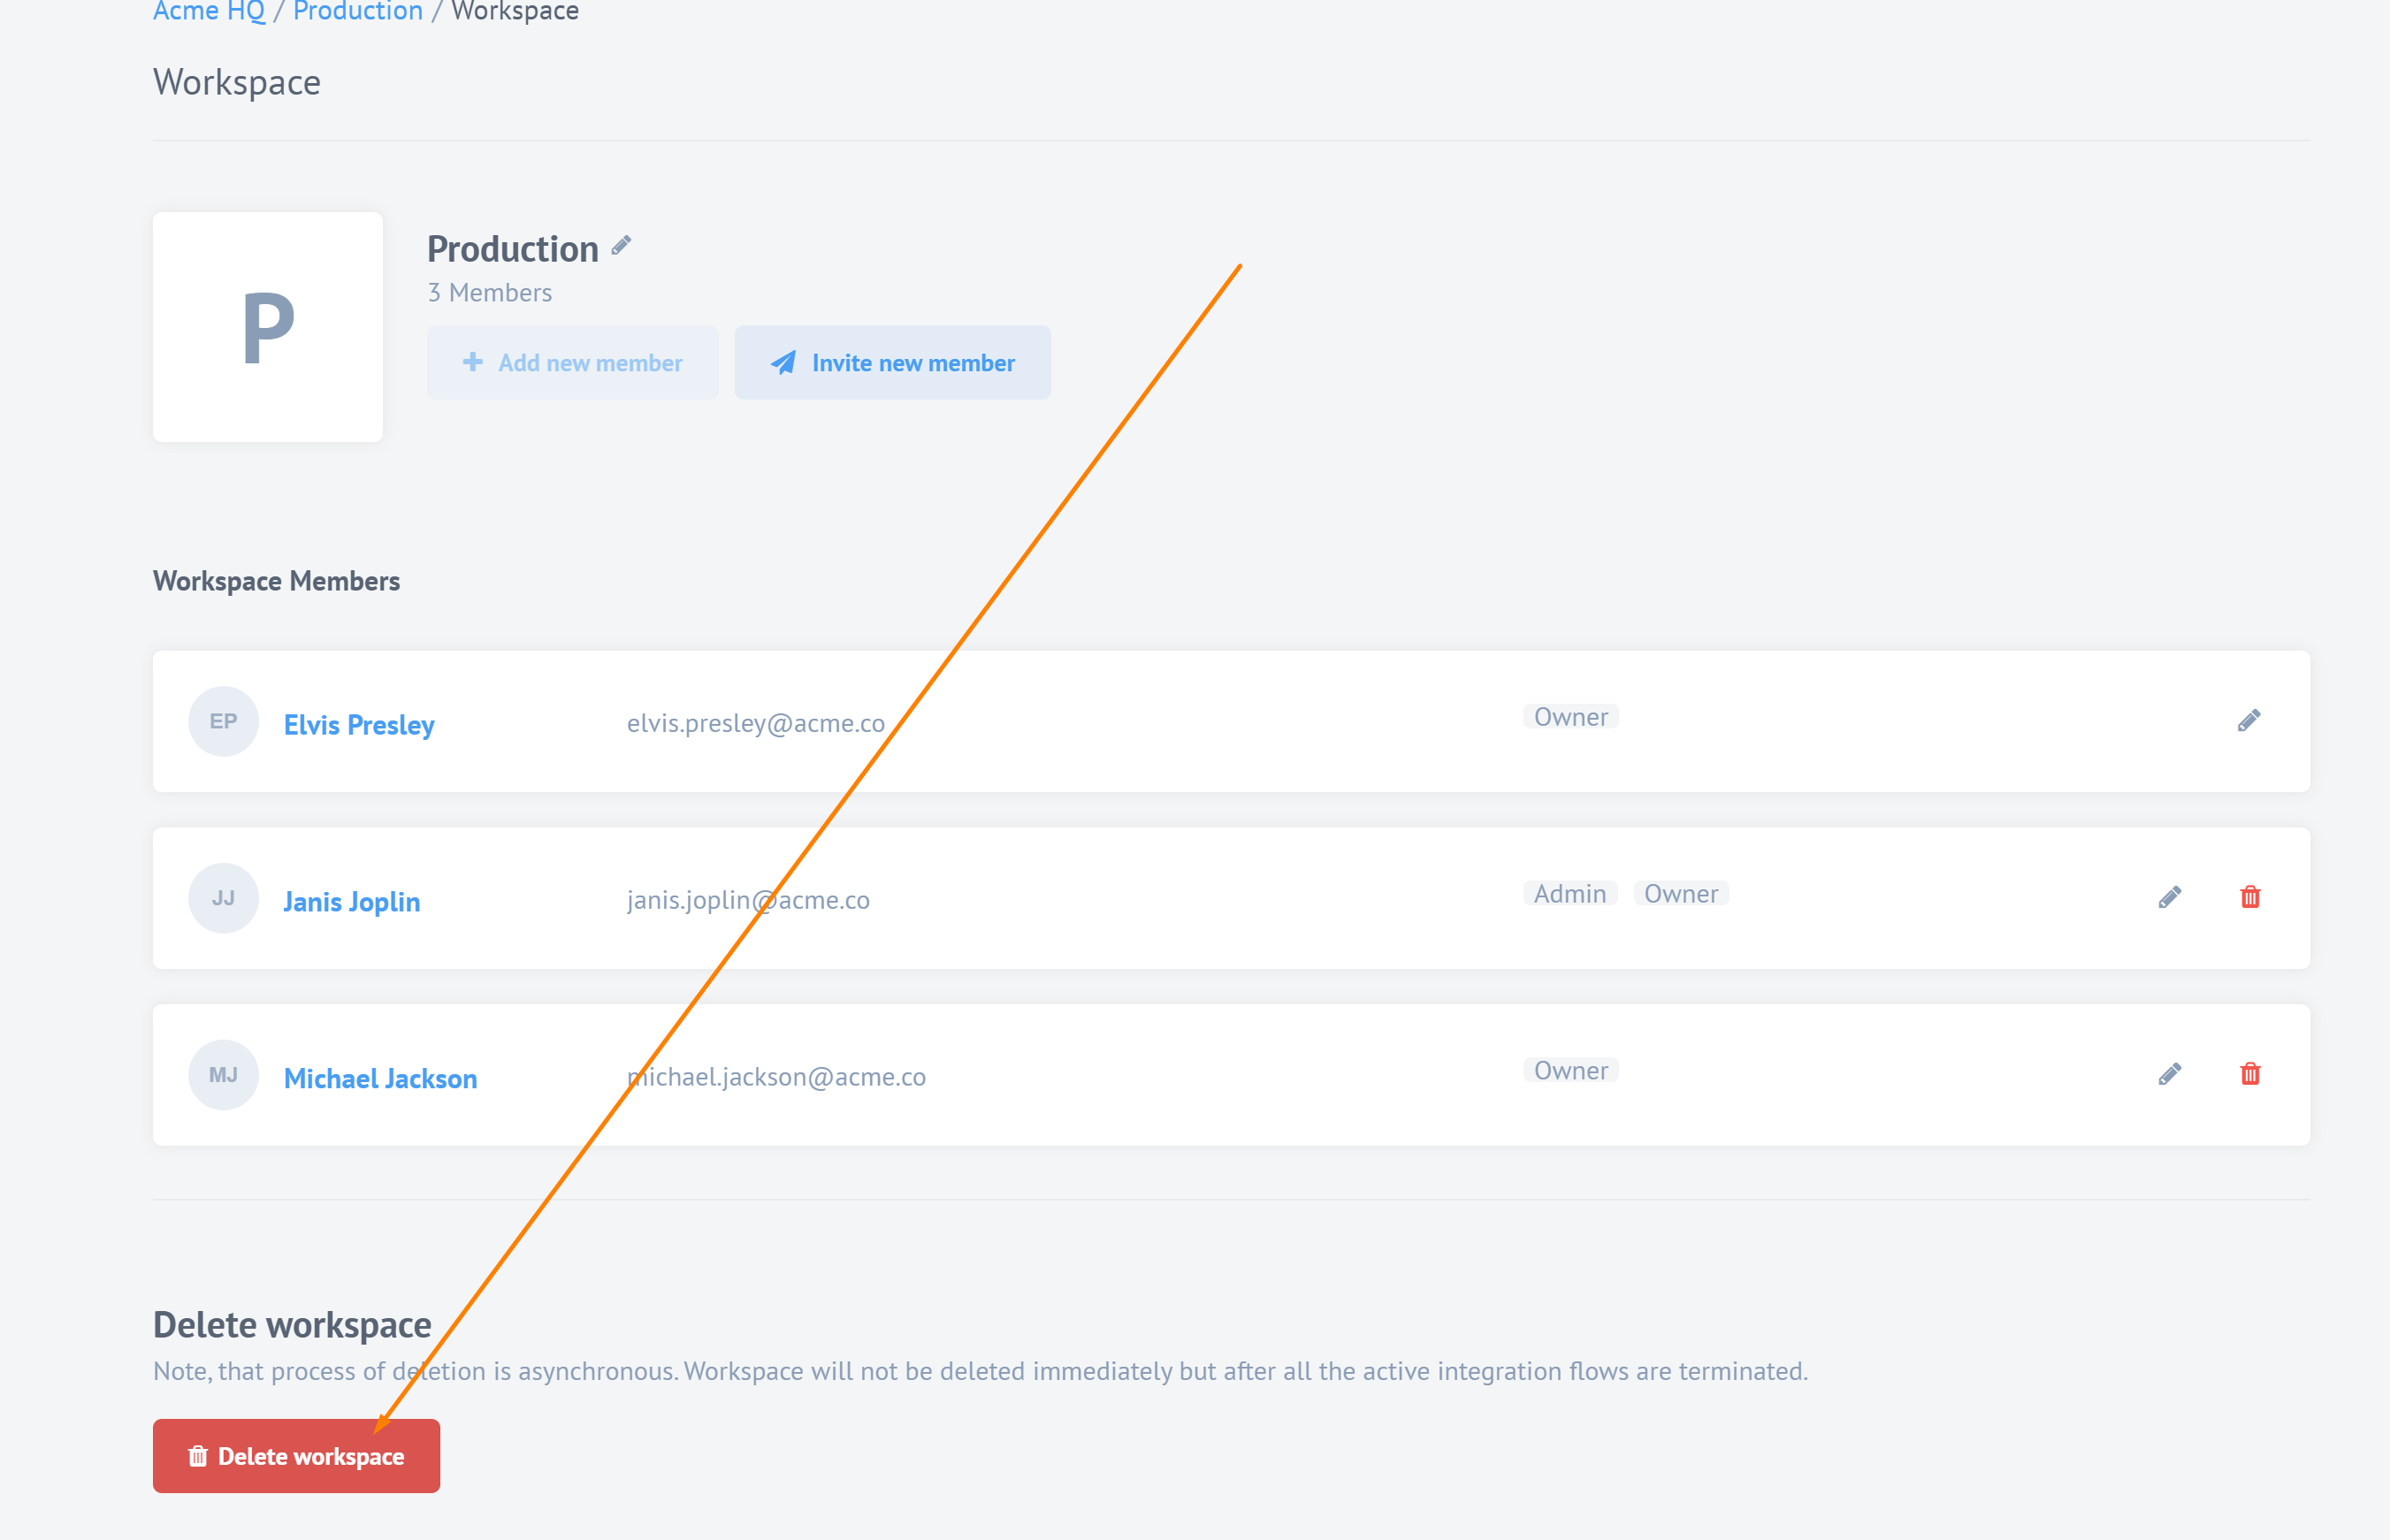 Acme HQ / Production / Workspace
Workspace
P
Production
3 Members
Add new member
Invite new member
Workspace Members
EP Elvis Presley elvis.presley@acme.co Owner
JJ Janis Joplin janis.joplin@acme.co Admin Owner
MJ Michael Jackson michael.jackson@acme.co Owner
Delete workspace
Note, that process of deletion is asynchronous. Workspace will not be deleted immediately but after all the active integration flows are terminated.
Delete workspace